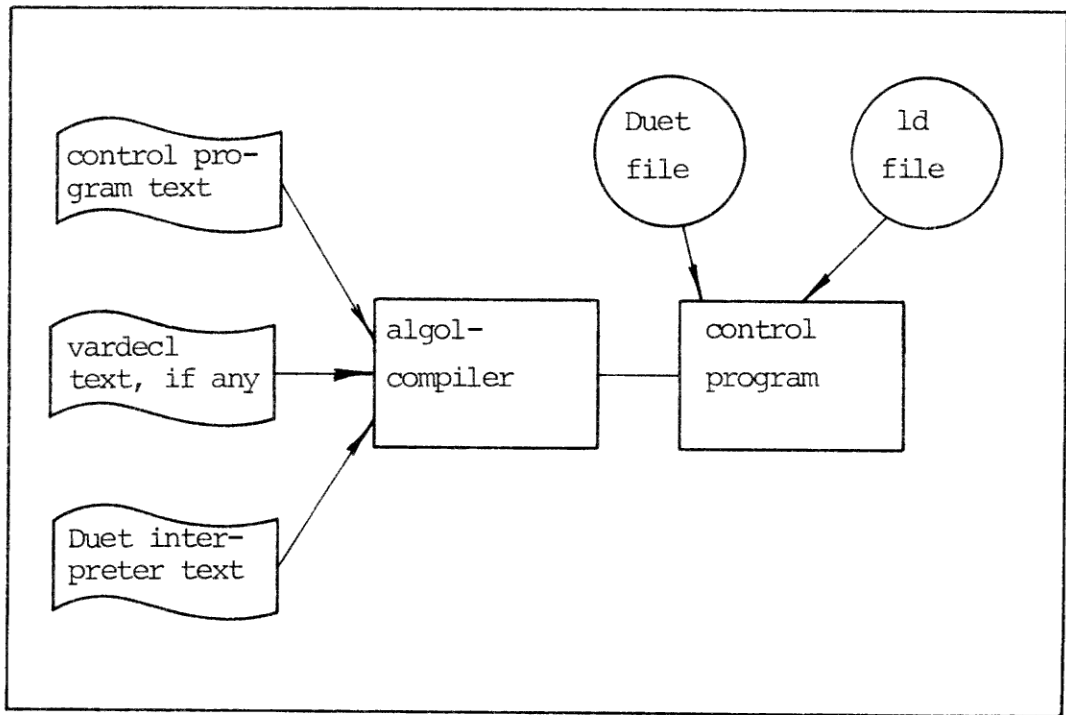 control pro-
gram text
vardecl
text, if any
Duet inter-
preter text
algol-
compiler
Duet
file
ld
file
control
program